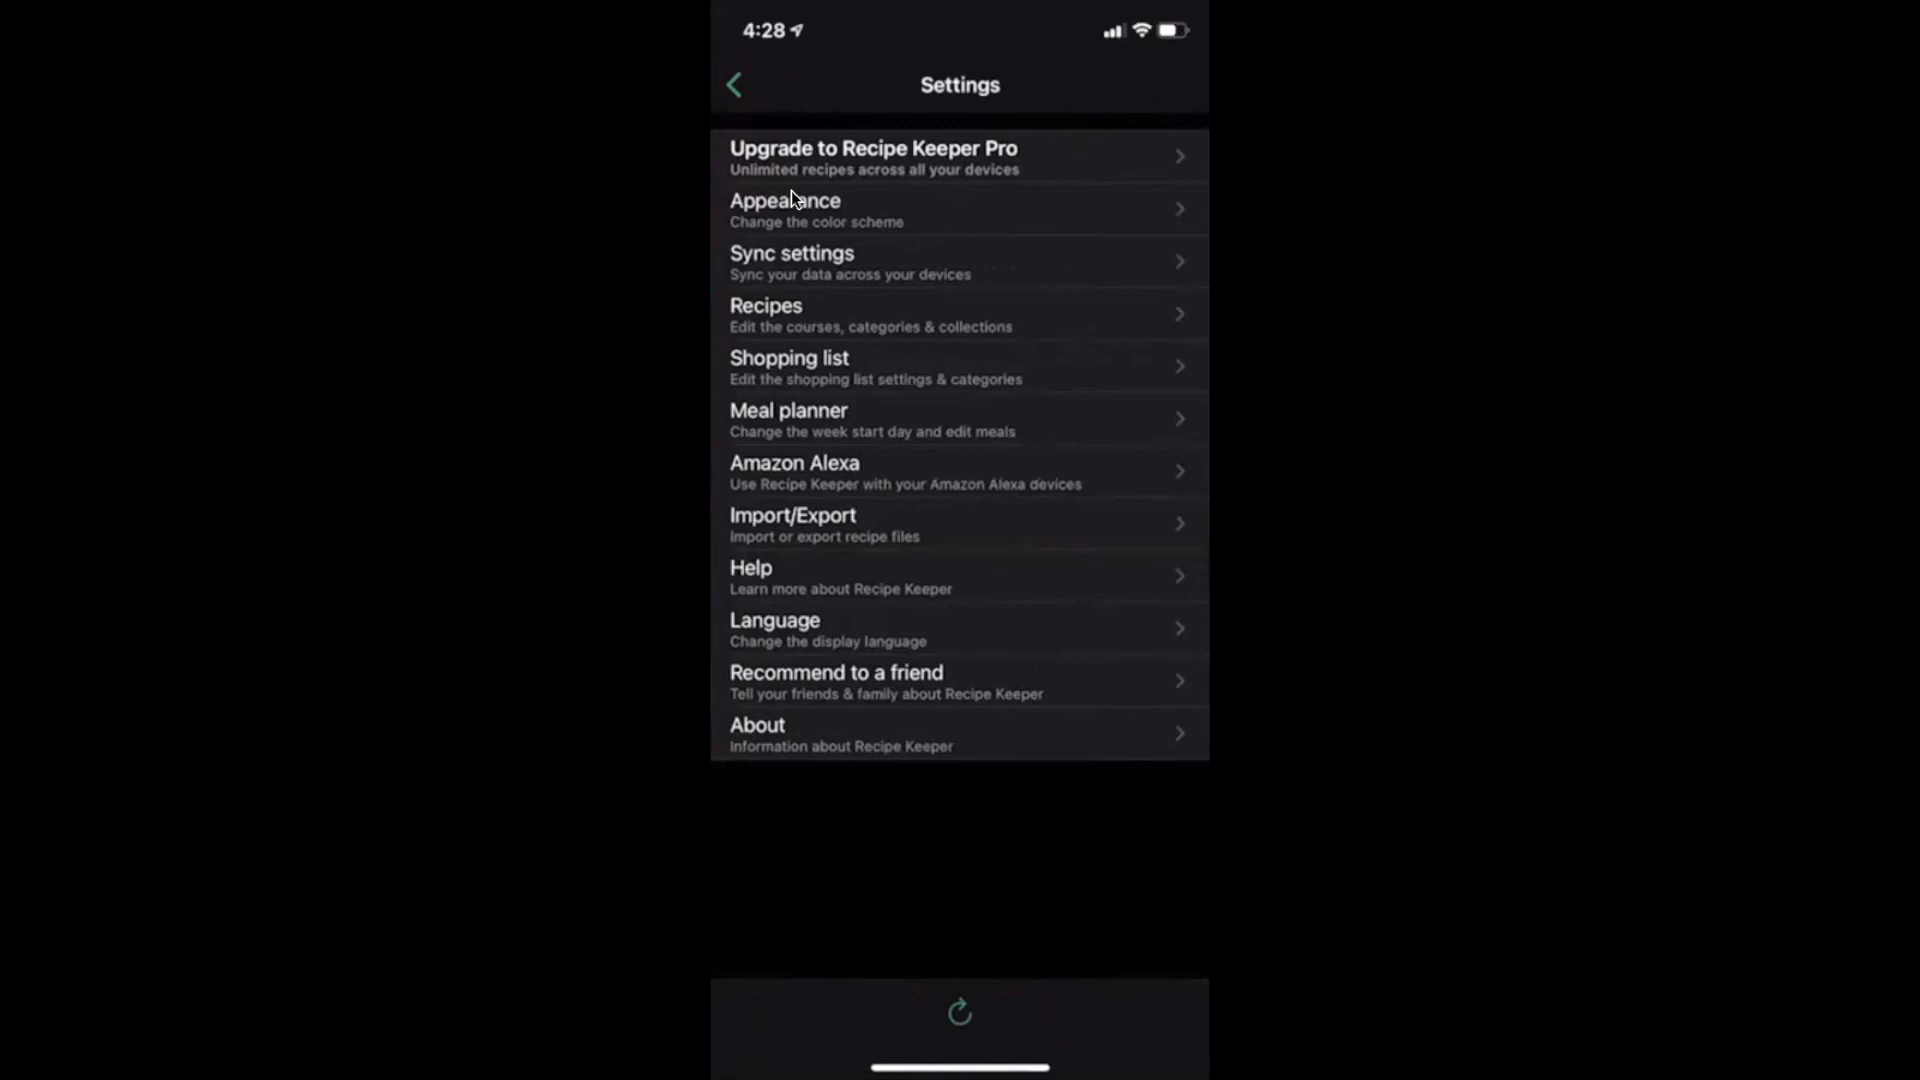 4:28
Settings
Upgrade to Recipe Keeper Pro
Unlimited recipes across all your devices
Appearance
Change the color scheme
Sync settings
Sync your data across your devices
Recipes
Edit the courses, categories & collections
Shopping list
Edit the shopping list settings & categories
Meal planner
Change the week start day and edit meals
Amazon Alexa
Use Recipe Keeper with your Amazon Alexa devices
Import/Export
Import or export recipe files
Help
Learn more about Recipe Keeper
Language
Change the display language
Recommend to a friend
Tell your friends & family about Recipe Keeper
About
Information about Recipe Keeper